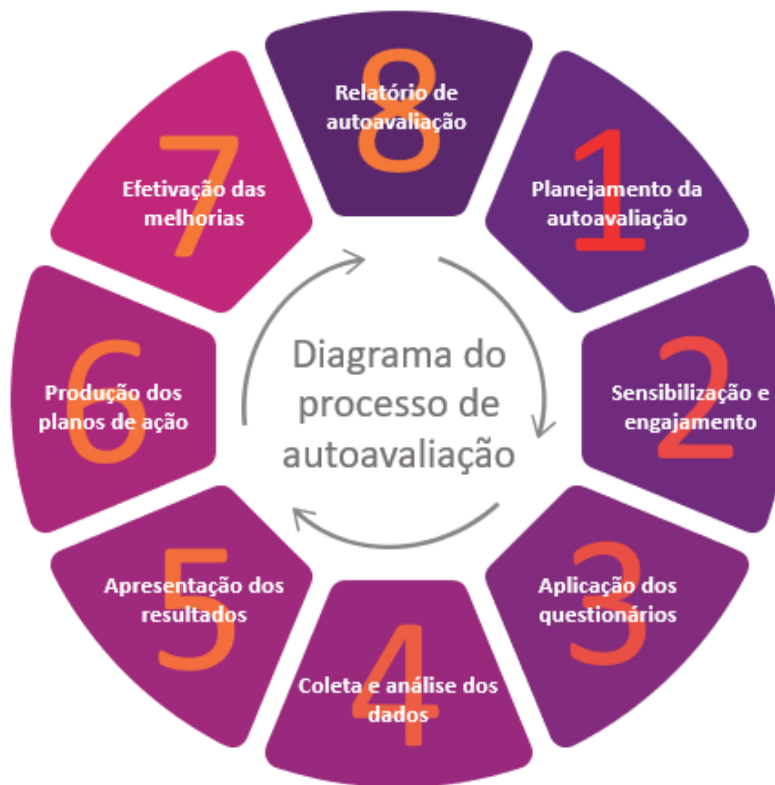 8
Relatório de
autoavaliação
1
Planejamento da
autoavaliação
2
Sensibilização e
engajamento
3
Aplicação dos
questionários
4
Coleta e análise dos
dados
5
Apresentação dos
resultados
6
Produção dos
planos de ação
7
Efetivação das
melhorias
Diagrama do
processo de
autoavaliação